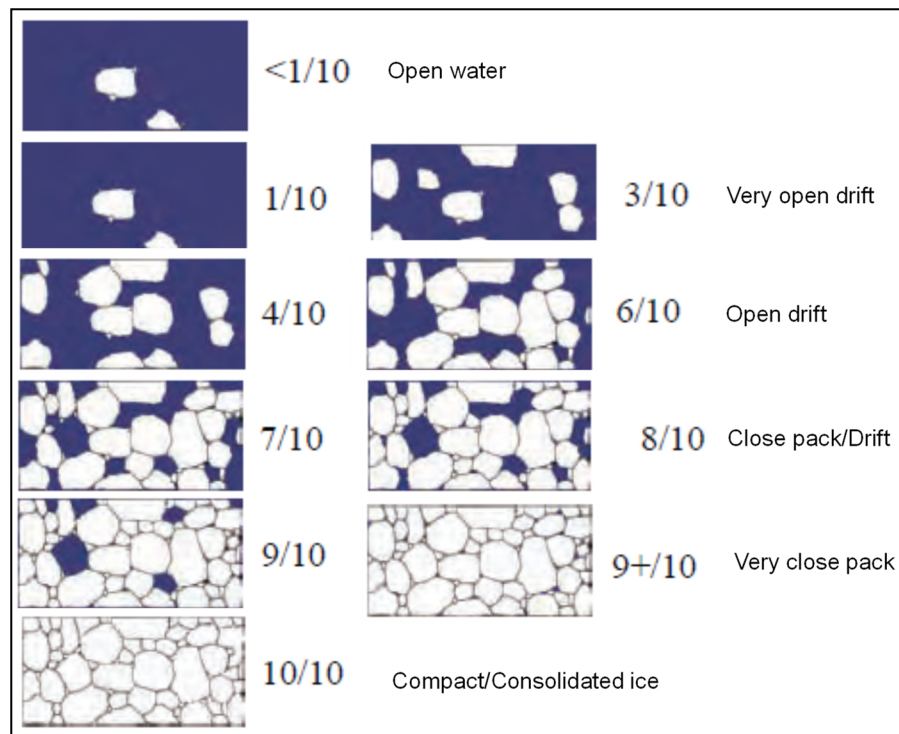 <1/10 Open water
1/10 3/10 Very open drift
4/10 6/10 Open drift
7/10 8/10 Close pack/Drift
9/10 9+/10 Very close pack
10/10 Compact/Consolidated ice